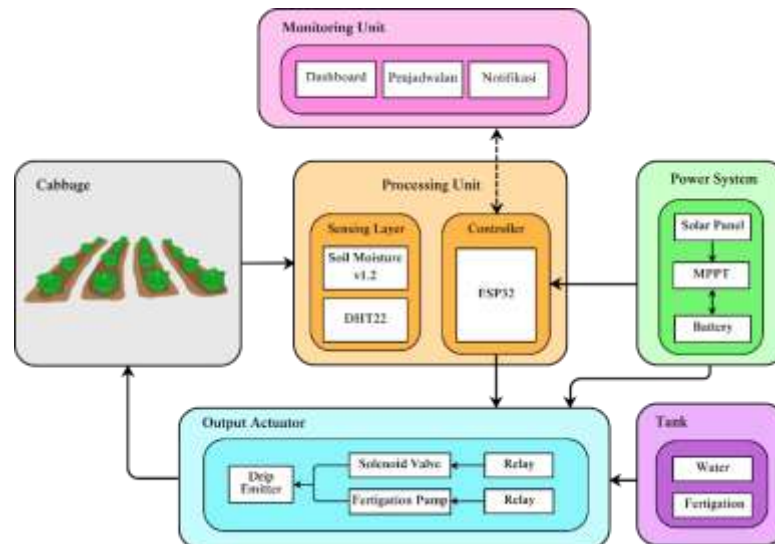 Monitoring Unit
Dashboard
Penjadwalan
Notifikasi
Cabbage
Processing Unit
Sensing Layer
Soil Moisture
v1.2
DHT22
Controller
ESP32
Power System
Solar Panel
MPPT
Battery
Output Actuator
Drip
Emitter
Solenoid Valve
Relay
Fertigation Pump
Relay
Tank
Water
Fertigation